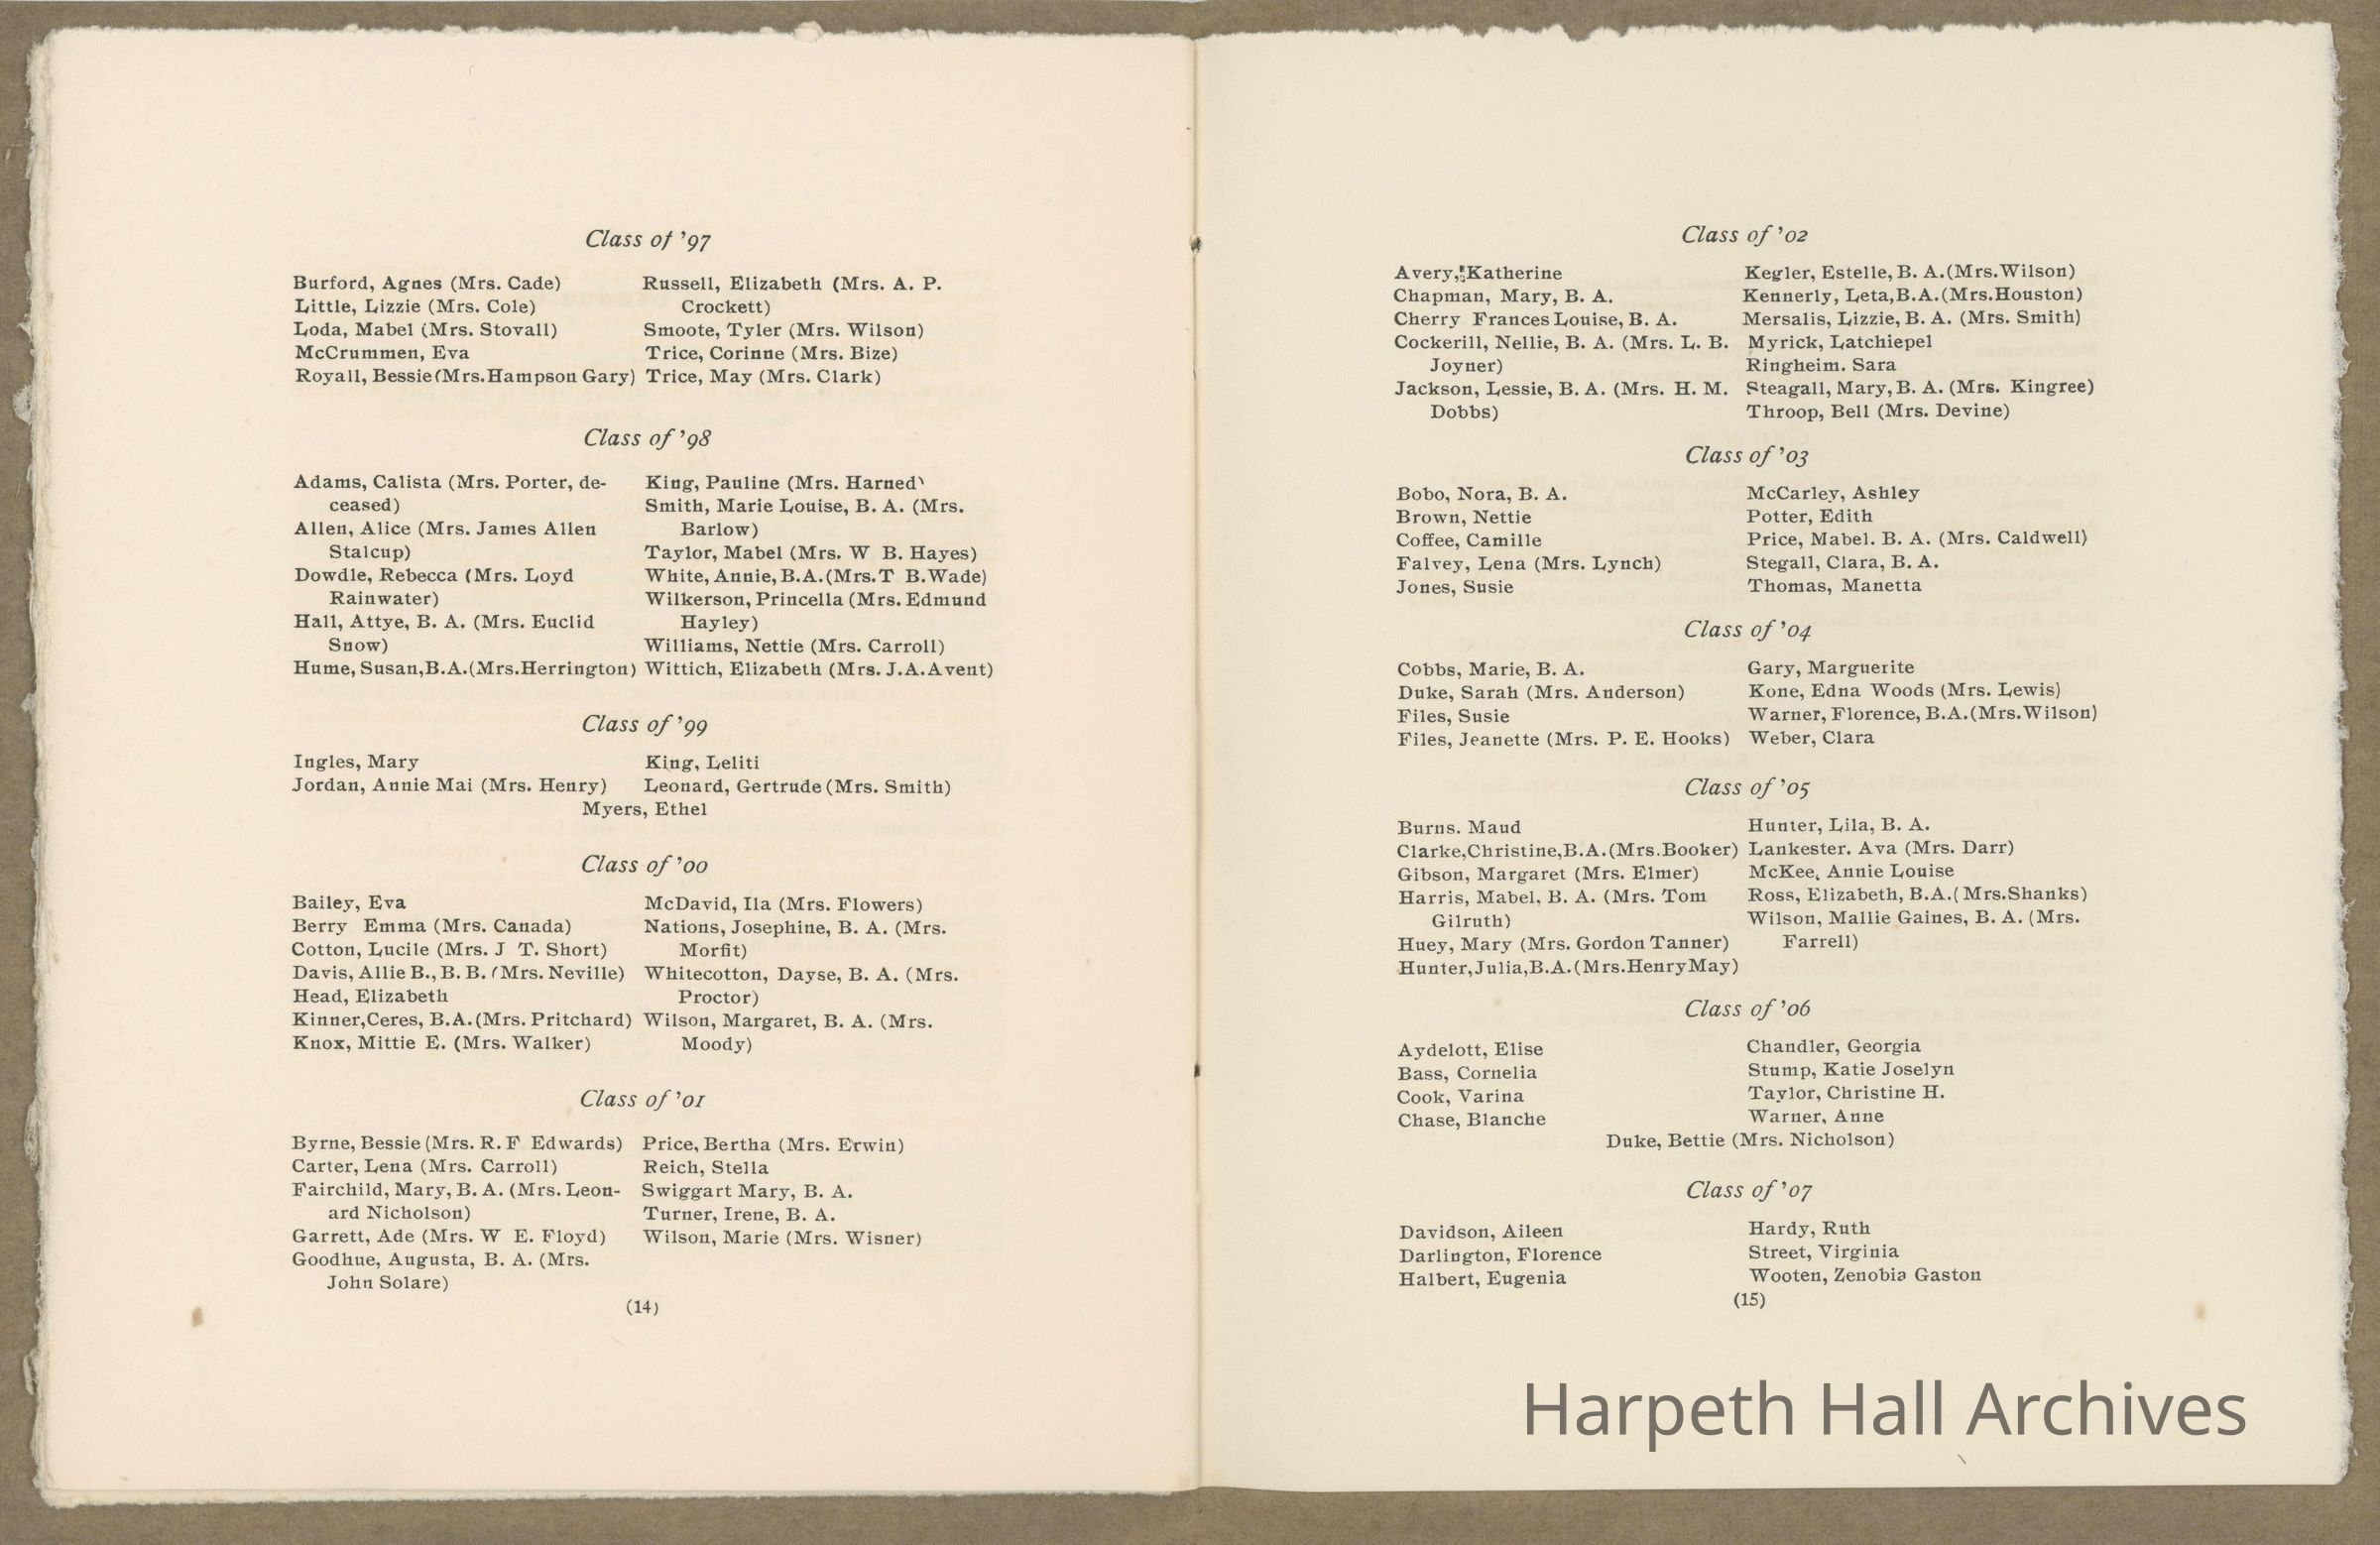 Class of '97
Burford, Agnes (Mrs. Cade)
Little, Lizzie (Mrs. Cole)
Loda, Mabel (Mrs. Stovall)
McCrummen, Eva
Royall, Bessie (Mrs. Hampson Gary)
Russell, Elizabeth (Mrs. A. P.
Crockett)
Smoote, Tyler (Mrs. Wilson)
Trice, Corinne (Mrs. Bize)
Trice, May (Mrs. Clark)
Class of '98
Adams, Calista (Mrs. Porter, de-
ceased)
Allen, Alice (Mrs. James Allen
Stalcup)
Dowdle, Rebecca (Mrs. Loyd
Rainwater)
Hall, Attye, B. A. (Mrs. Euclid
Snow)
Hume, Susan, B.A. (Mrs. Herrington)
King, Pauline (Mrs. Harned)
Smith, Marie Louise, B. A. (Mrs.
Barlow)
Taylor, Mabel (Mrs. W B. Hayes)
White, Annie, B.A. (Mrs. T B. Wade)
Wilkerson, Princella (Mrs. Edmund
Hayley)
Williams, Nettie (Mrs. Carroll)
Wittich, Elizabeth (Mrs. J. A. Avent)
Class of '99
Ingles, Mary
Jordan, Annie Mai (Mrs. Henry)
King, Leliti
Leonard, Gertrude (Mrs. Smith)
Myers, Ethel
Class of '00
Bailey, Eva
Berry Emma (Mrs. Canada)
Cotton, Lucile (Mrs. J T. Short)
Davis, Allie B., B. B. (Mrs. Neville)
Head, Elizabeth
Kinner, Ceres, B.A. (Mrs. Pritchard)
Knox, Mittie E. (Mrs. Walker)
McDavid, Ila (Mrs. Flowers)
Nations, Josephine, B. A. (Mrs.
Morfit)
Whitecotton, Dayse, B. A. (Mrs.
Proctor)
Wilson, Margaret, B. A. (Mrs.
Moody)
Class of '01
Byrne, Bessie (Mrs. R. F Edwards)
Carter, Lena (Mrs. Carroll)
Fairchild, Mary, B. A. (Mrs. Leon-
ard Nicholson)
Garrett, Ade (Mrs. W E. Floyd)
Goodhue, Augusta, B. A. (Mrs.
John Solare)
Price, Bertha (Mrs. Erwin)
Reich, Stella
Swiggart Mary, B. A.
Turner, Irene, B. A.
Wilson, Marie (Mrs. Wisner)
(14)
Class of '02
Avery, Katherine
Chapman, Mary, B. A.
Cherry Frances Louise, B. A.
Cockerill, Nellie, B. A. (Mrs. L. B.
Joyner)
Jackson, Lessie, B. A. (Mrs. H. M.
Dobbs)
Kegler, Estelle, B. A. (Mrs. Wilson)
Kennerly, Leta, B.A. (Mrs. Houston)
Mersalis, Lizzie, B. A. (Mrs. Smith)
Myrick, Latchiepel
Ringheim. Sara
Steagall, Mary, B. A. (Mrs. Kingree)
Throop, Bell (Mrs. Devine)
Class of '03
Bobo, Nora, B. A.
Brown, Nettie
Coffee, Camille
Falvey, Lena (Mrs. Lynch)
Jones, Susie
McCarley, Ashley
Potter, Edith
Price, Mabel. B. A. (Mrs. Caldwell)
Stegall, Clara, B. A.
Thomas, Manetta
Class of '04
Cobbs, Marie, B. A.
Duke, Sarah (Mrs. Anderson)
Files, Susie
Files, Jeanette (Mrs. P. E. Hooks)
Gary, Marguerite
Kone, Edna Woods (Mrs. Lewis)
Warner, Florence, B.A. (Mrs. Wilson)
Weber, Clara
Class of '05
Burns. Maud
Clarke, Christine, B.A. (Mrs. Booker)
Gibson, Margaret (Mrs. Elmer)
Harris, Mabel, B. A. (Mrs. Tom
Gilruth)
Huey, Mary (Mrs. Gordon Tanner)
Hunter, Julia, B.A. (Mrs. Henry May)
Hunter, Lila, B. A.
Lankester. Ava (Mrs. Darr)
McKee, Annie Louise
Ross, Elizabeth, B.A. (Mrs. Shanks)
Wilson, Mallie Gaines, B. A. (Mrs.
Farrell)
Class of '06
Aydelott, Elise
Bass, Cornelia
Cook, Varina
Chase, Blanche
Chandler, Georgia
Stump, Katie Joselyn
Taylor, Christine H.
Warner, Anne
Duke, Bettie (Mrs. Nicholson)
Class of '07
Davidson, Aileen
Darlington, Florence
Halbert, Eugenia
Hardy, Ruth
Street, Virginia
Wooten, Zenobia Gaston
(15)
Harpeth Hall Archives